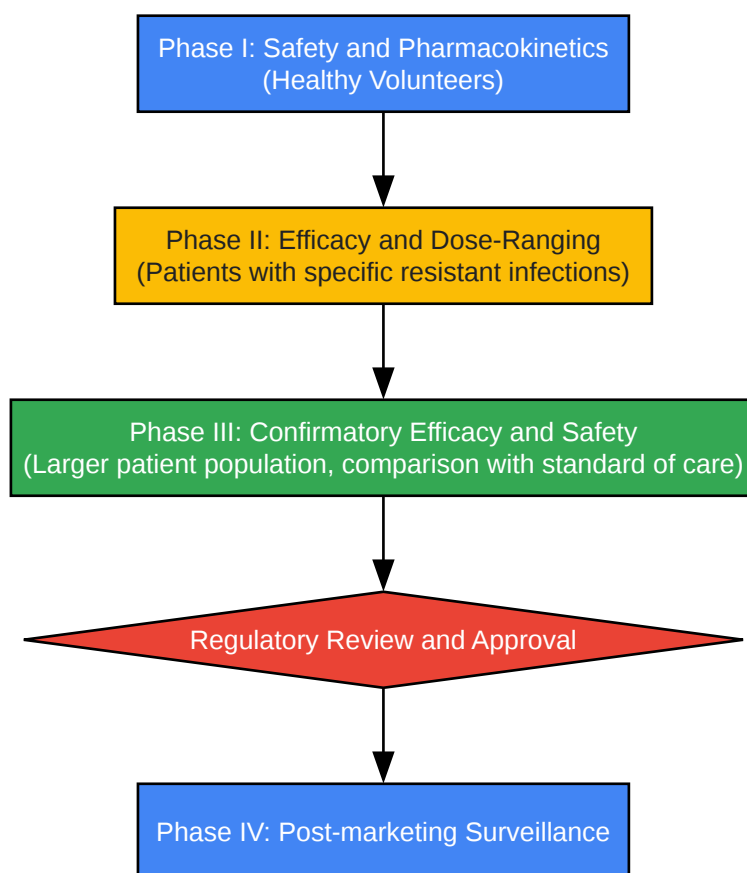 Phase I: Safety and Pharmacokinetics
(Healthy Volunteers)
Phase II: Efficacy and Dose-Ranging
(Patients with specific resistant infections)
Phase III: Confirmatory Efficacy and Safety
(Larger patient population, comparison with standard of care)
Regulatory Review and Approval
Phase IV: Post-marketing Surveillance